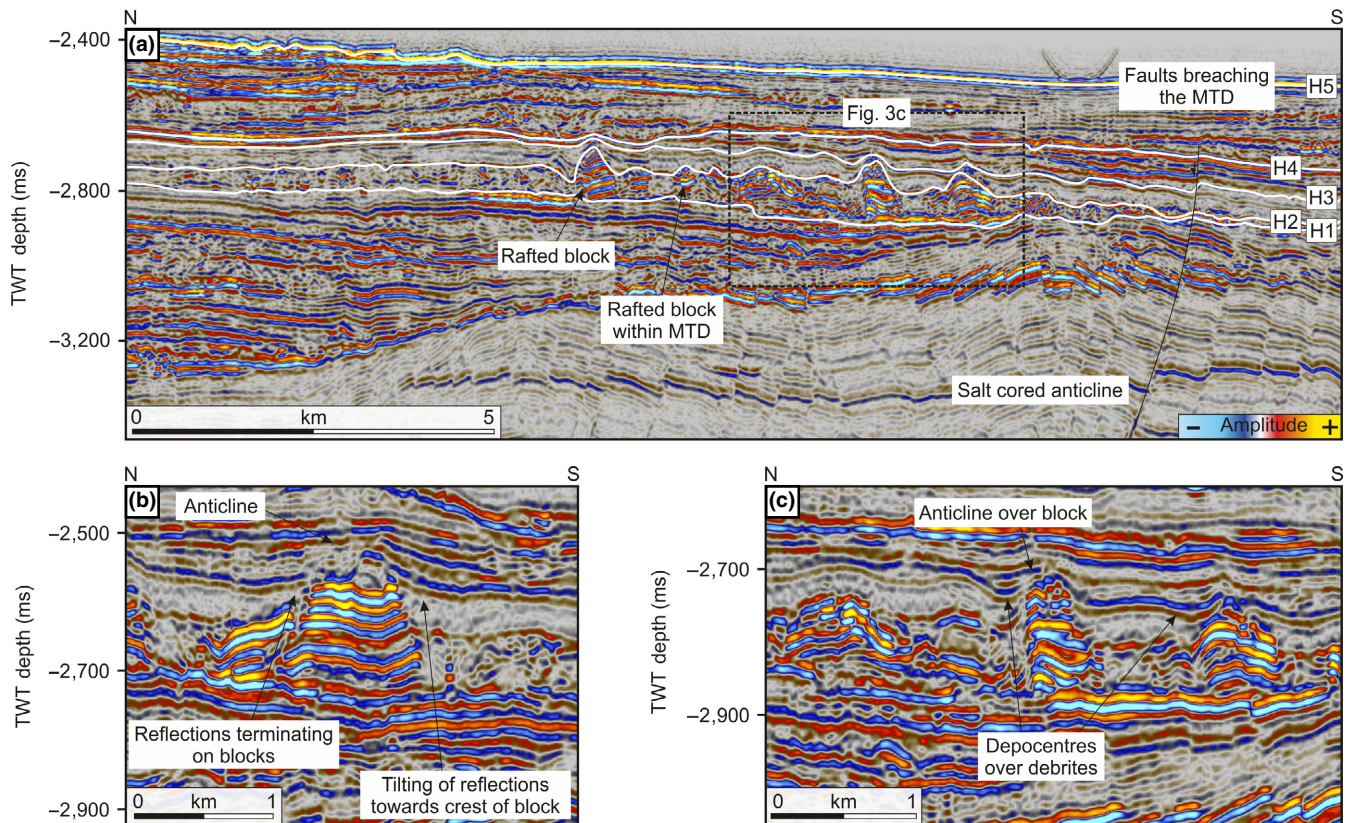 N
S
(a)
−2,400
−2,800
−3,200
TWT depth (ms)
Faults breaching
the MTD
Fig. 3c
H5
H4
H3
H2
H1
Rafted block
Rafted block
within MTD
Salt cored anticline
0 km 5
− Amplitude +
N
S
(b)
Anticline
−2,500
−2,700
−2,900
TWT depth (ms)
Reflections terminating
on blocks
Tilting of reflections
towards crest of block
0 km 1
N
S
(c)
Anticline over block
−2,700
−2,900
TWT depth (ms)
Depocentres
over debrites
0 km 1